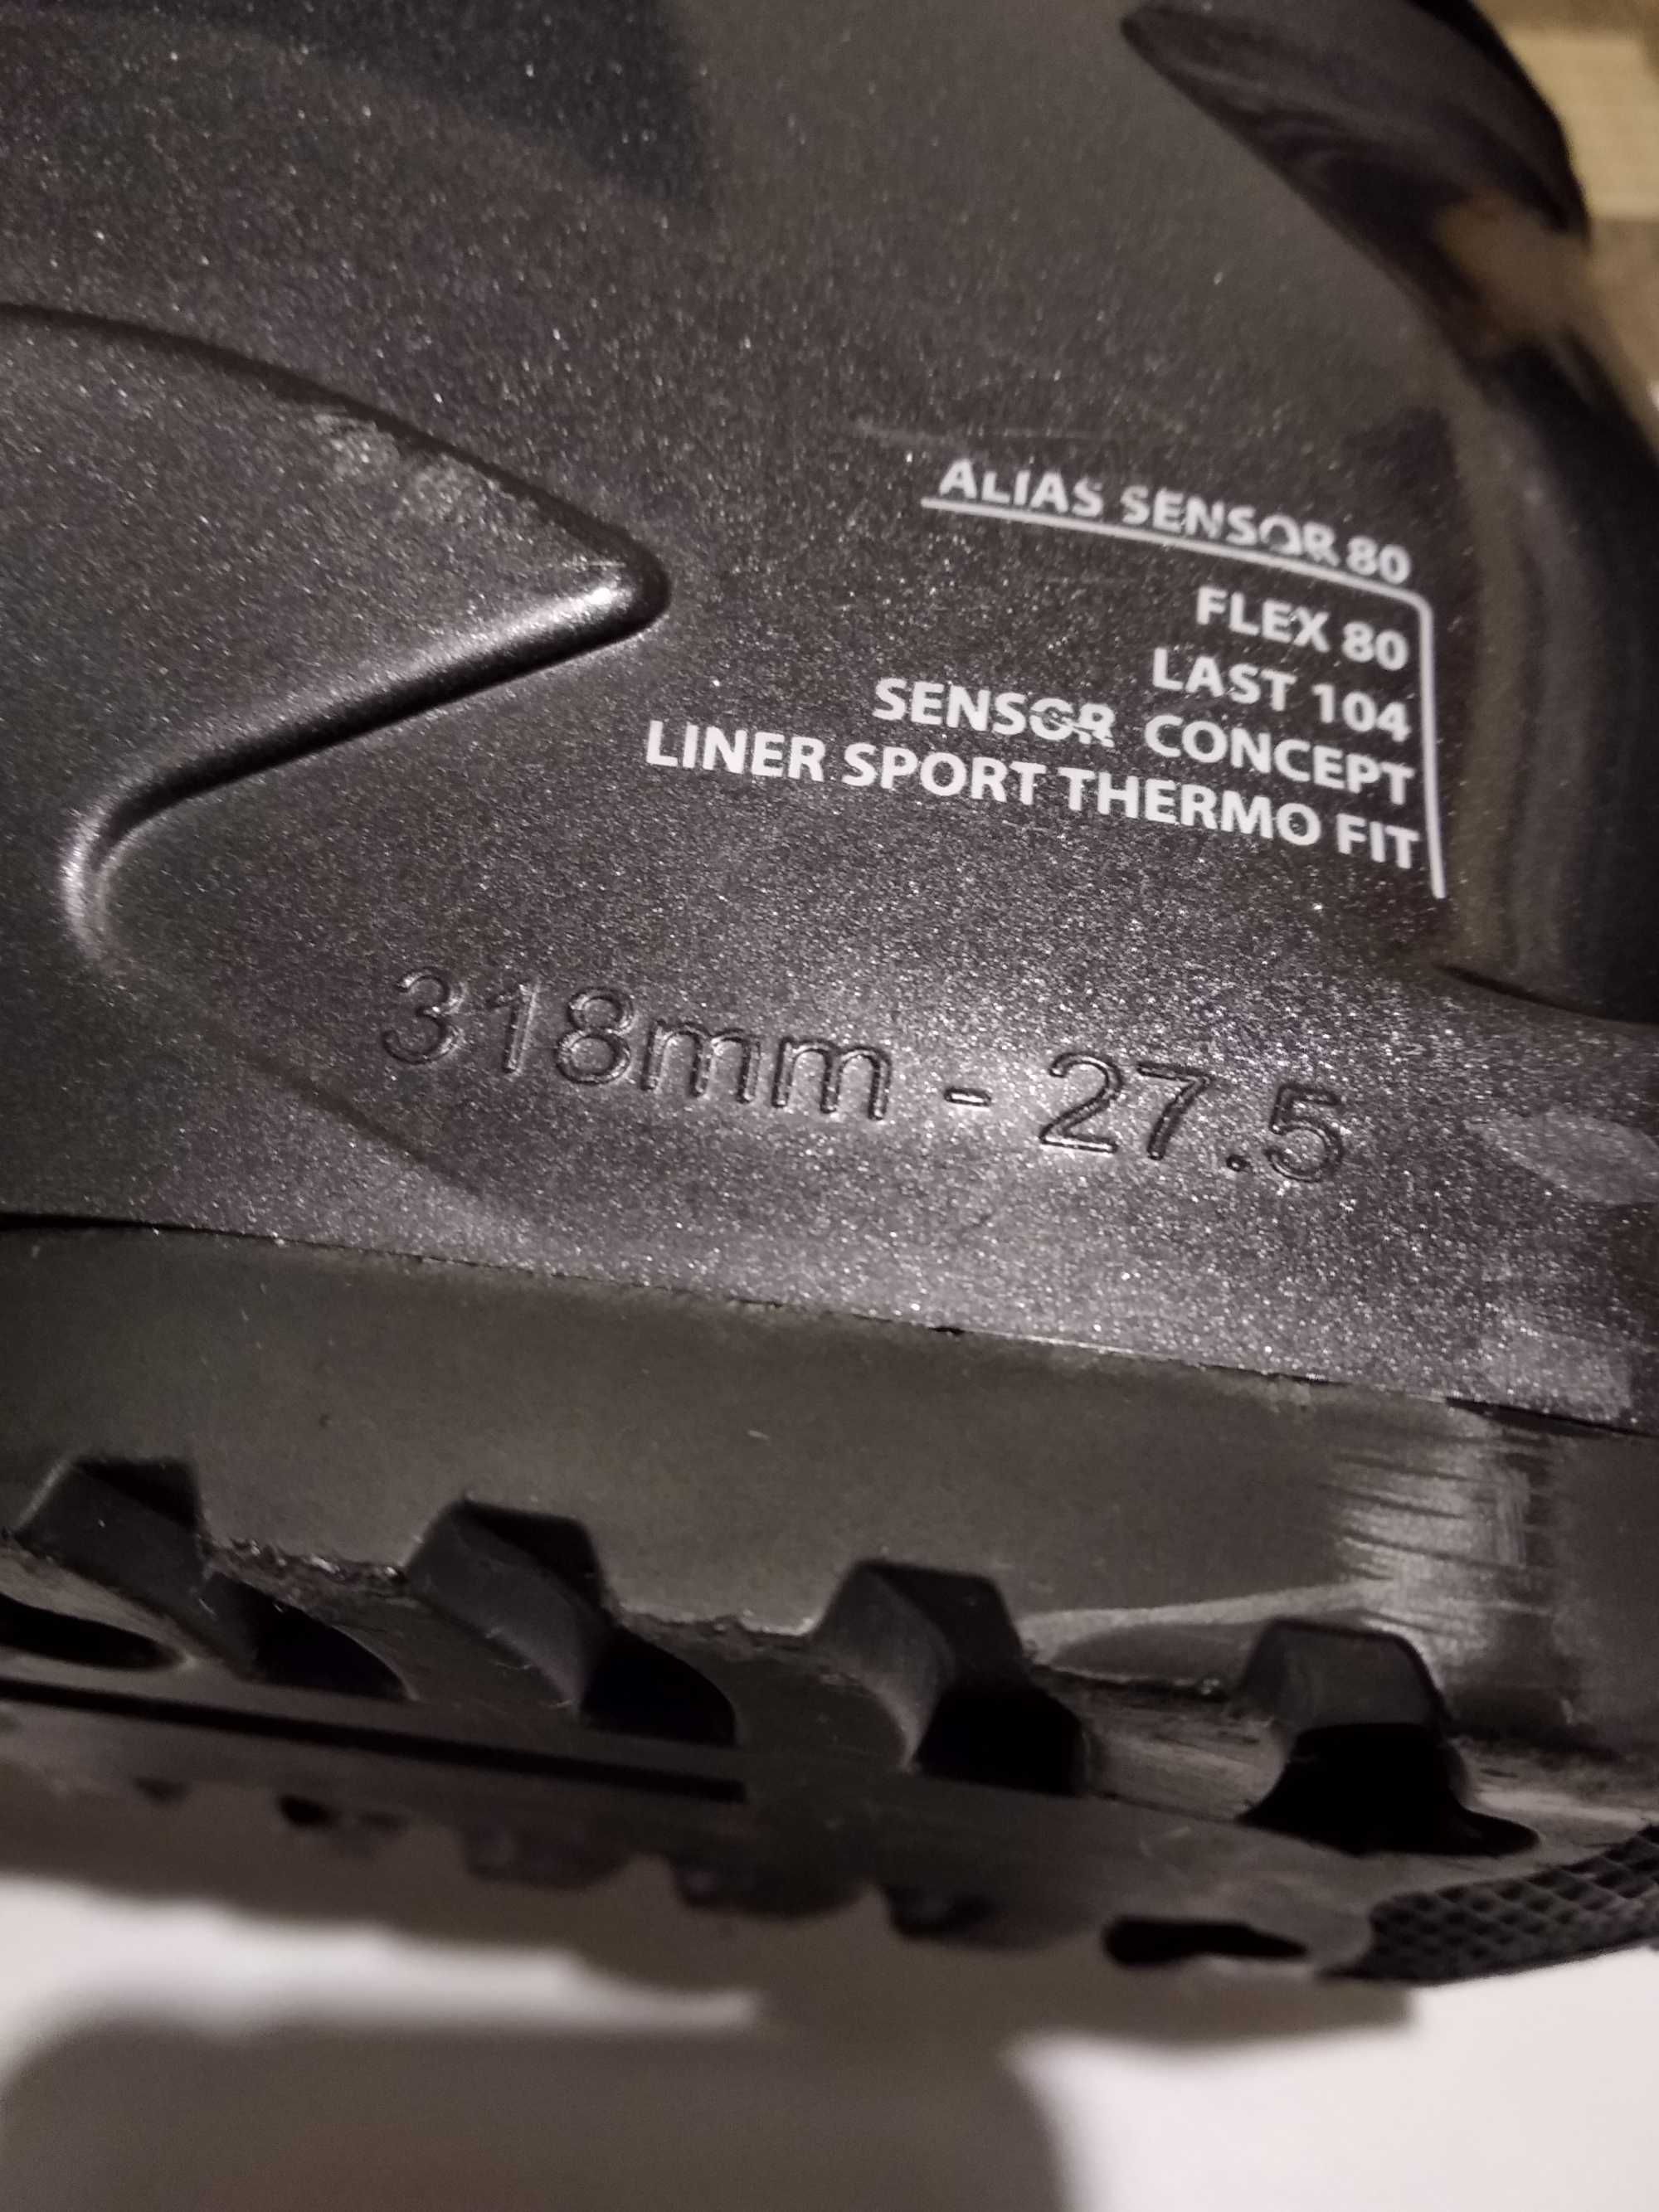 ALIAS SENSOR 80
FLEX 80
LAST 104
SENSOR CONCEPT
LINER SPORT THERMO FIT
318mm - 27.5